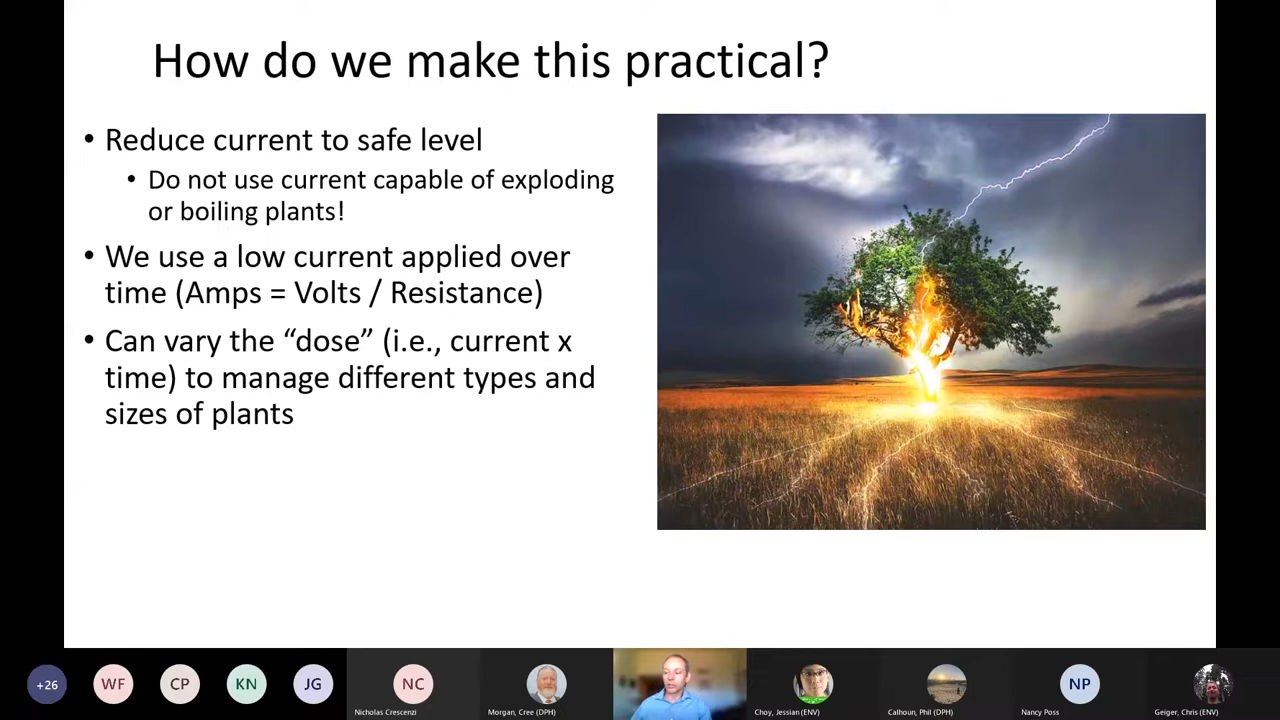 How do we make this practical?
• Reduce current to safe level
• Do not use current capable of exploding
or boiling plants!
• We use a low current applied over
time (Amps = Volts / Resistance)
• Can vary the “dose” (i.e., current x
time) to manage different types and
sizes of plants
+26
WF
CP
KN
JG
NC
NP
Nicholas Crescenzi
Morgan, Cree (DPH)
Choy, Jessian (ENV)
Calhoun, Phil (DPH)
Nancy Poss
Geiger, Chris (ENV)